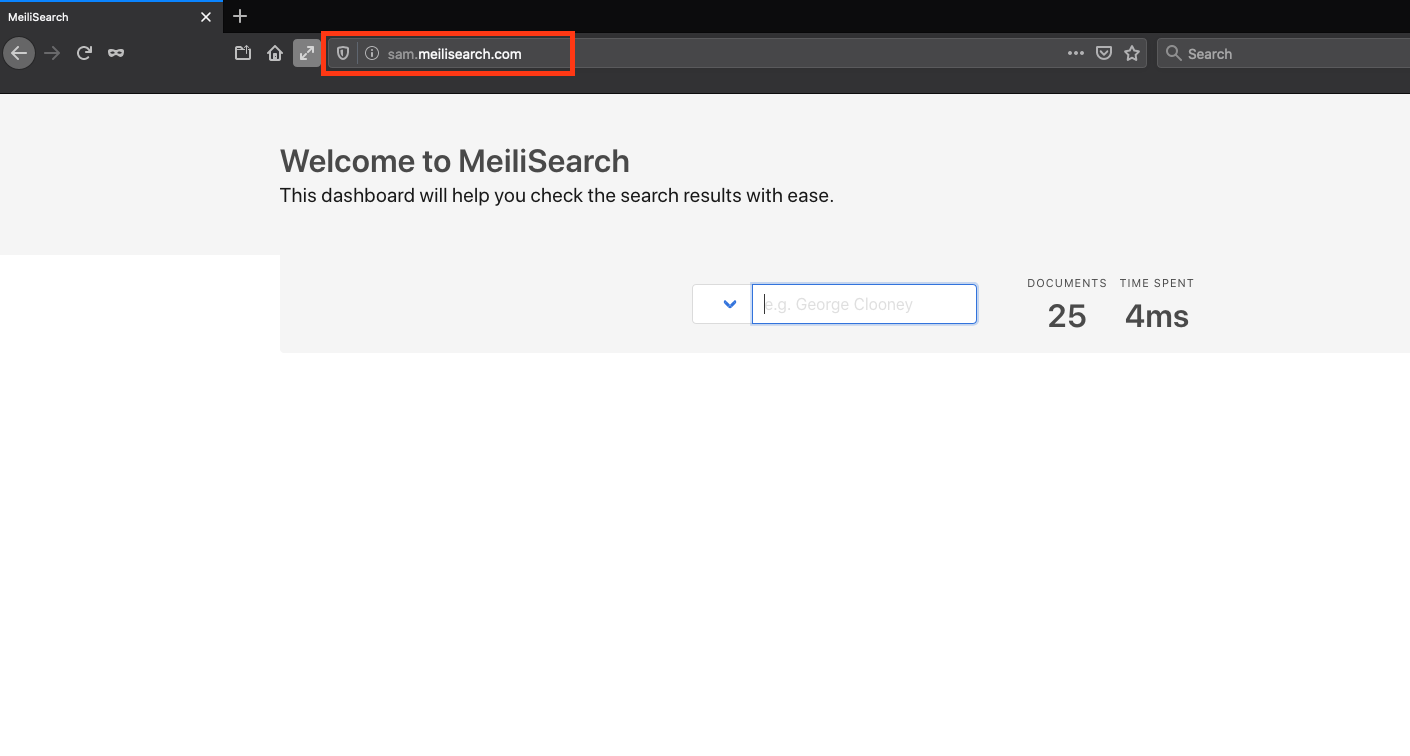 MeiliSearch
sam.meilisearch.com
Search
Welcome to MeiliSearch
This dashboard will help you check the search results with ease.
e.g. George Clooney
DOCUMENTS TIME SPENT
25 4ms